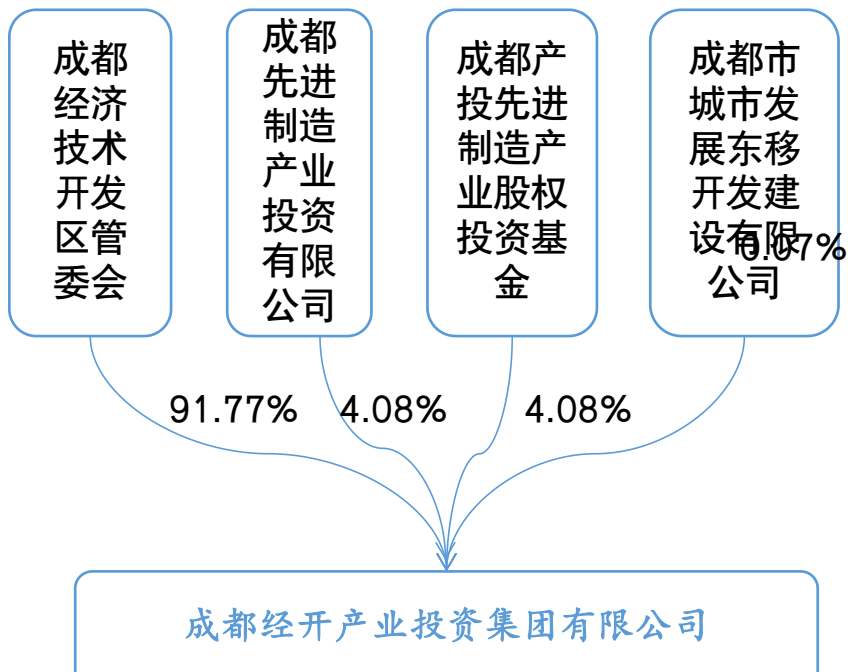 成都
经济
技术
开发
区管
委会
成都
先进
制造
产业
投资
有限
公司
成都产
投先进
制造产
业股权
投资基
金
成都市
城市发
展东移
开发建
设有限
公司
0.07%
91.77%
4.08%
4.08%
成都经开产业投资集团有限公司